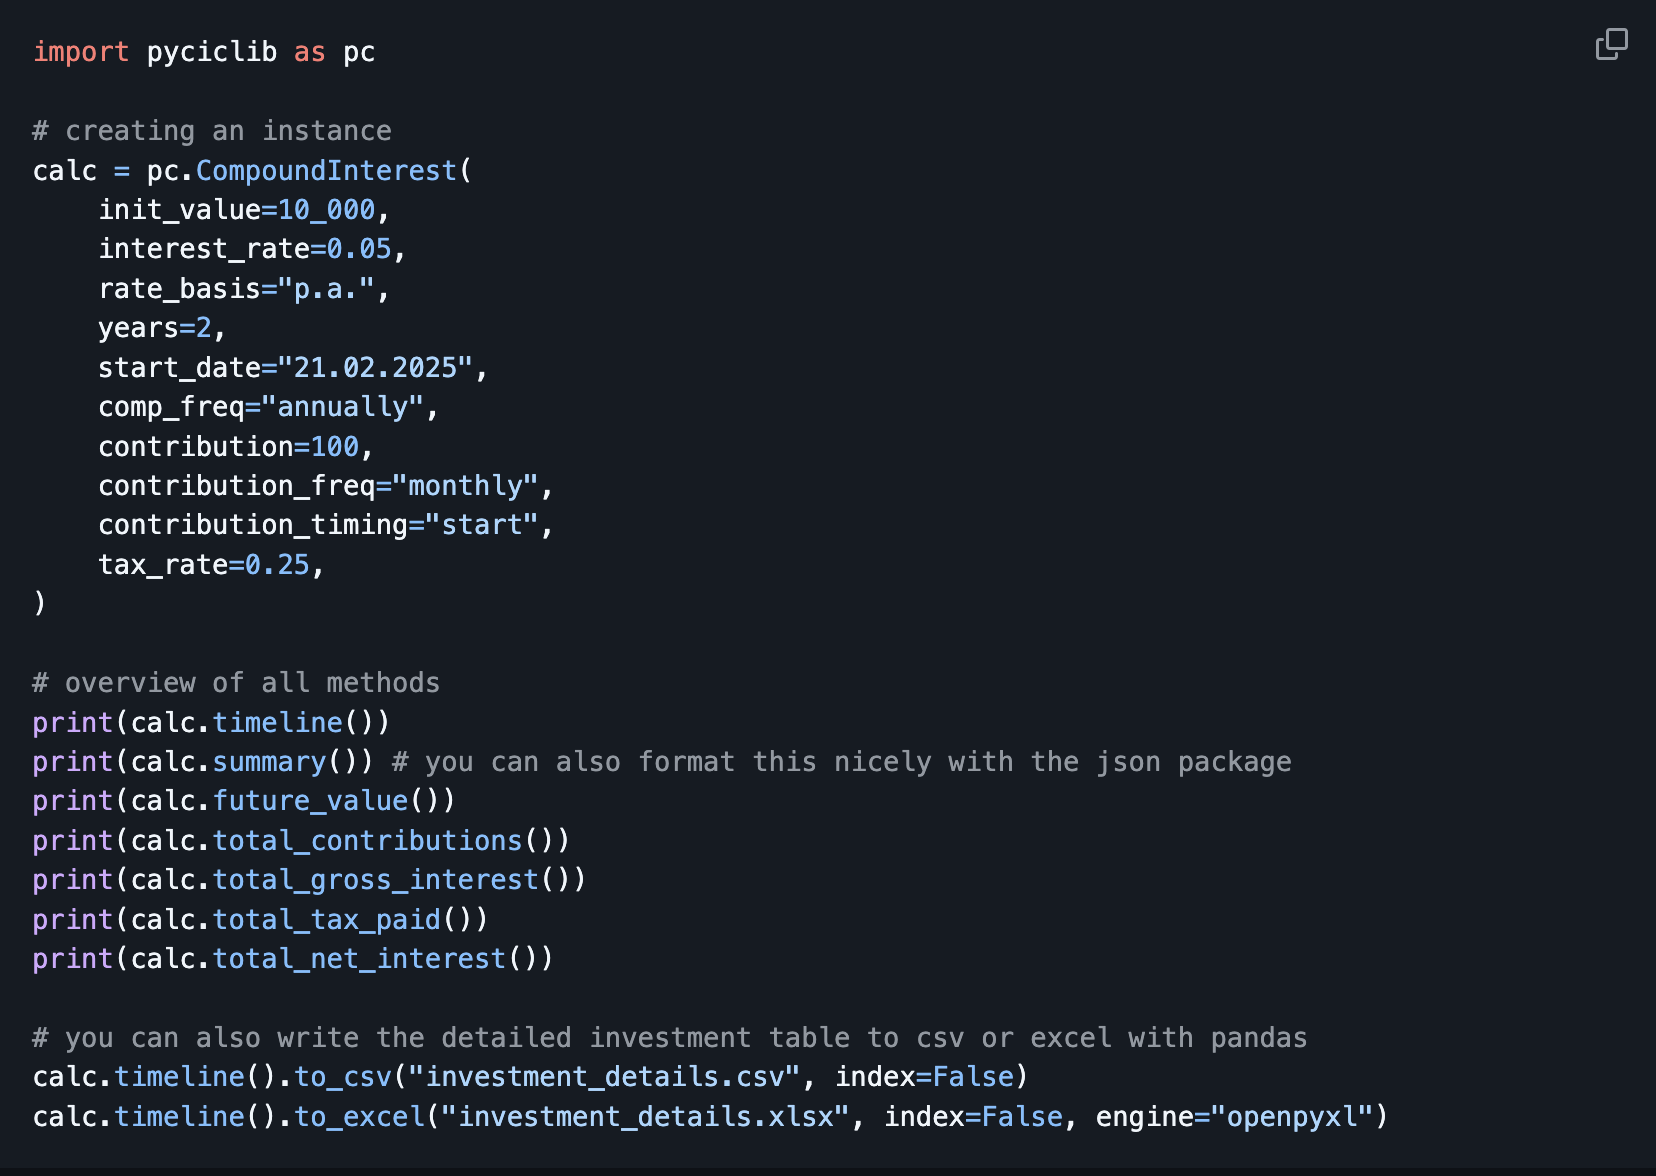 import pyciclib as pc

# creating an instance
calc = pc.CompoundInterest(
    init_value=10_000,
    interest_rate=0.05,
    rate_basis="p.a.",
    years=2,
    start_date="21.02.2025",
    comp_freq="annually",
    contribution=100,
    contribution_freq="monthly",
    contribution_timing="start",
    tax_rate=0.25,
)

# overview of all methods
print(calc.timeline())
print(calc.summary()) # you can also format this nicely with the json package
print(calc.future_value())
print(calc.total_contributions())
print(calc.total_gross_interest())
print(calc.total_tax_paid())
print(calc.total_net_interest())

# you can also write the detailed investment table to csv or excel with pandas
calc.timeline().to_csv("investment_details.csv", index=False)
calc.timeline().to_excel("investment_details.xlsx", index=False, engine="openpyxl")